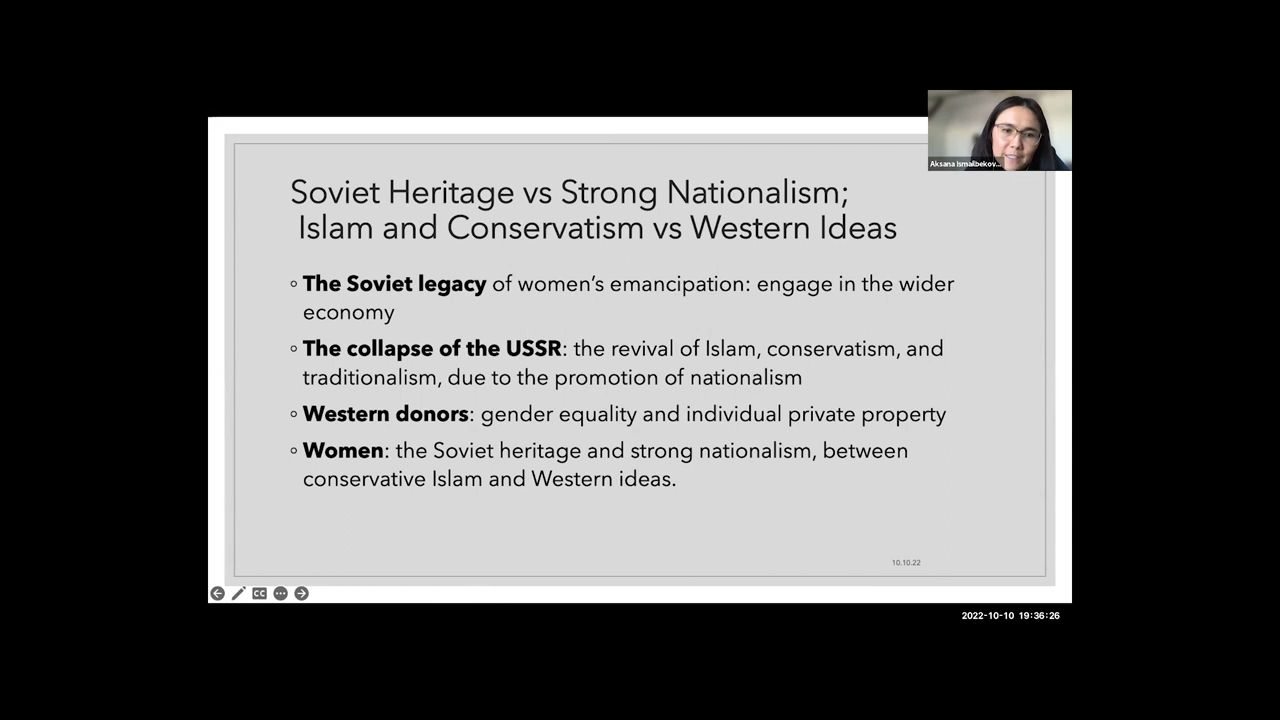 Aksana Ismailbekov...
Soviet Heritage vs Strong Nationalism;
Islam and Conservatism vs Western Ideas
◦ The Soviet legacy of women’s emancipation: engage in the wider
economy
◦ The collapse of the USSR: the revival of Islam, conservatism, and
traditionalism, due to the promotion of nationalism
◦ Western donors: gender equality and individual private property
◦ Women: the Soviet heritage and strong nationalism, between
conservative Islam and Western ideas.
10.10.22
CC
2022-10-10 19:36:26